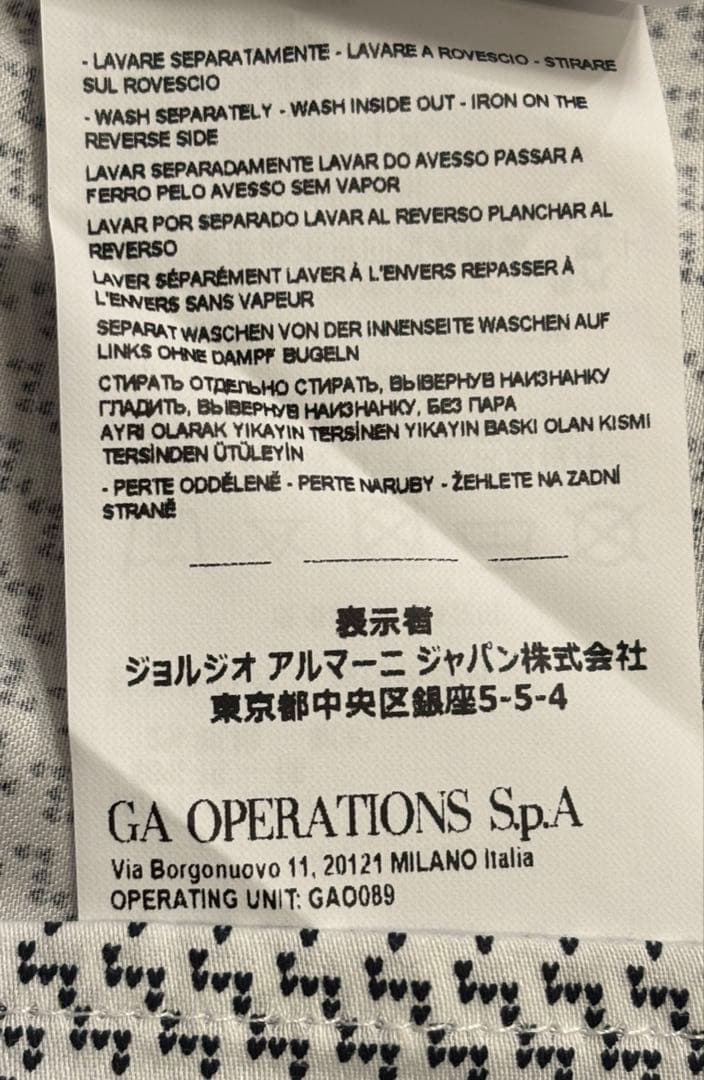 - LAVARE SEPARATAMENTE - LAVARE A ROVESCIO - STIRARE
SUL ROVESCIO
- WASH SEPARATELY - WASH INSIDE OUT - IRON ON THE
REVERSE SIDE
LAVAR SEPARADAMENTE LAVAR DO AVESSO PASSAR A
FERRO PELO AVESSO SEM VAPOR
LAVAR POR SEPARADO LAVAR AL REVERSO PLANCHAR AL
REVERSO
LAVER SÉPARÉMENT LAVER À L'ENVERS REPASSER À
L'ENVERS SANS VAPEUR
SEPARAT WASCHEN VON DER INNENSEITE WASCHEN AUF
LINKS OHNE DAMPF BUGELN
СТИРАТЬ ОТДЕЛЬНО СТИРАТЬ, ВЫВЕРНУВ НАИЗНАНКУ
ГЛАДИТЬ, ВЫВЕРНУВ НАИЗНАНКУ, БЕЗ ПАРА
AYRI OLARAK YIKAYIN TERSİNEN YIKAYIN BASKI OLAN KISMI
TERSİNDEN ÜTÜLEYİN
- PERTE ODDĚLENĚ - PERTE NARUBY - ŽEHLETE NA ZADNÍ
STRANĚ
表示者
ジョルジオ アルマーニ ジャパン株式会社
東京都中央区銀座5-5-4
GA OPERATIONS S.p.A
Via Borgonuovo 11, 20121 MILANO Italia
OPERATING UNIT: GAO089